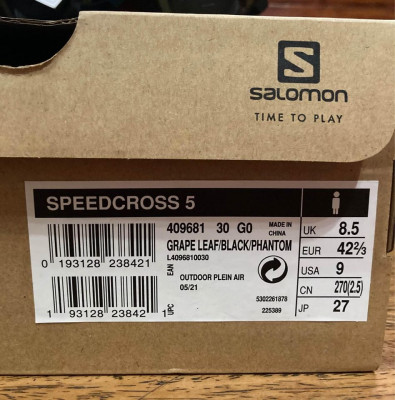 S
SALOMON
TIME TO PLAY
SPEEDCROSS 5
409681 30 G0 MADE IN CHINA
GRAPE LEAF/BLACK/PHANTOM
L4096810030
0 193128 238421
EAN
OUTDOOR PLEIN AIR
05/21
1 93128 23842 1
UPC
5302261878
225389
UK 8.5
EUR 42⅔
USA 9
CN 270(2.5)
JP 27